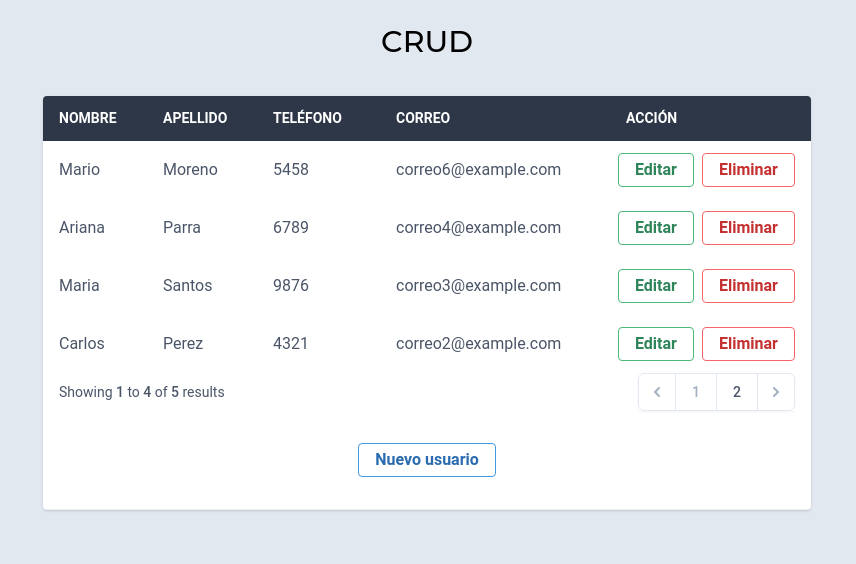 CRUD
NOMBRE APELLIDO TELÉFONO CORREO ACCIÓN
Mario Moreno 5458 correo6@example.com Editar Eliminar
Ariana Parra 6789 correo4@example.com Editar Eliminar
Maria Santos 9876 correo3@example.com Editar Eliminar
Carlos Perez 4321 correo2@example.com Editar Eliminar
Showing 1 to 4 of 5 results 1 2
Nuevo usuario